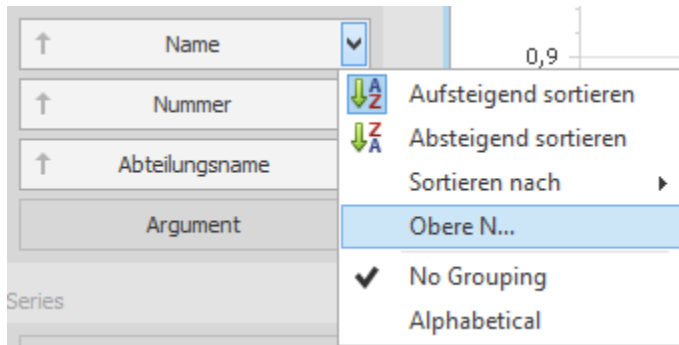 Name
0,9
Aufsteigend sortieren
Nummer
Absteigend sortieren
Abteilungsname
Sortieren nach
Argument
Obere N...
No Grouping
Series
Alphabetical